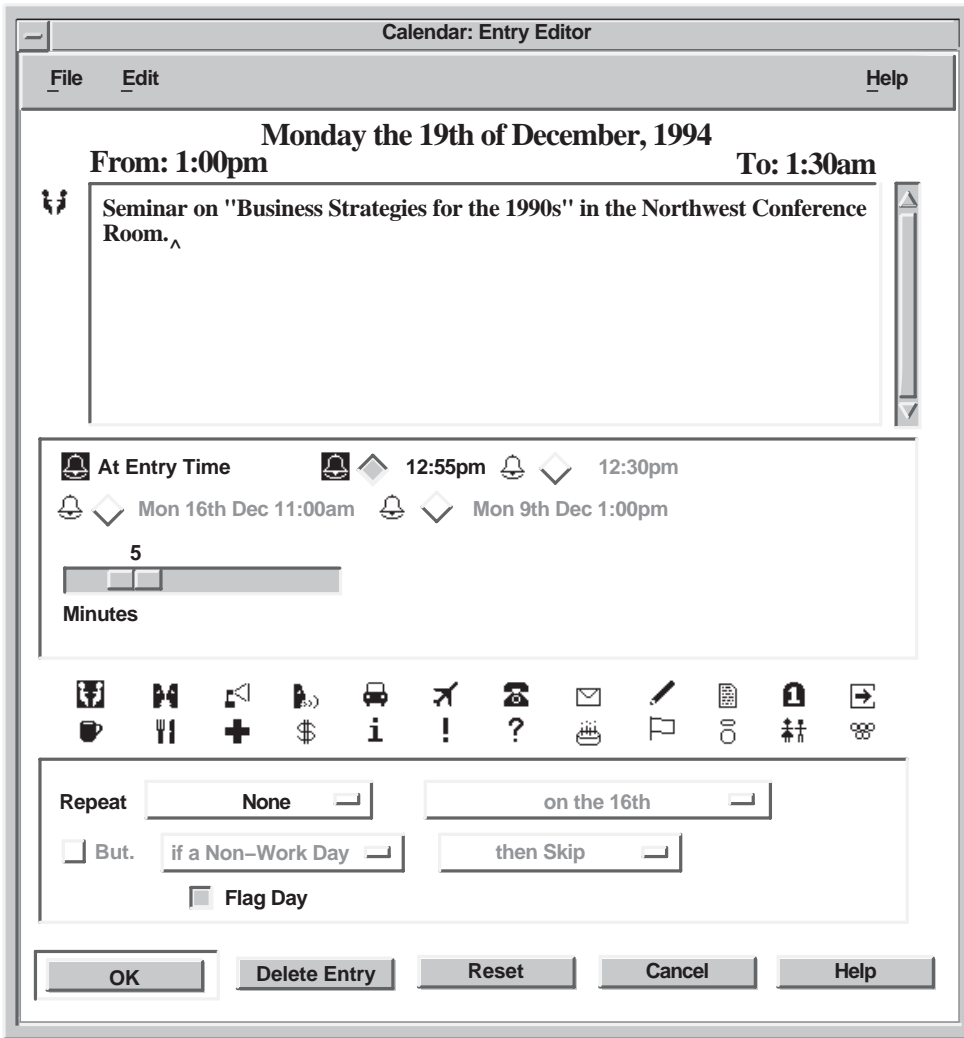 Calendar: Entry Editor
File Edit Help
Monday the 19th of December, 1994
From: 1:00pm To: 1:30am
Seminar on "Business Strategies for the 1990s" in the Northwest Conference
Room.^
At Entry Time 12:55pm 12:30pm
Mon 16th Dec 11:00am Mon 9th Dec 1:00pm
5
Minutes
1
$ i ! ?
Repeat None on the 16th
But. if a Non−Work Day then Skip
Flag Day
OK Delete Entry Reset Cancel Help